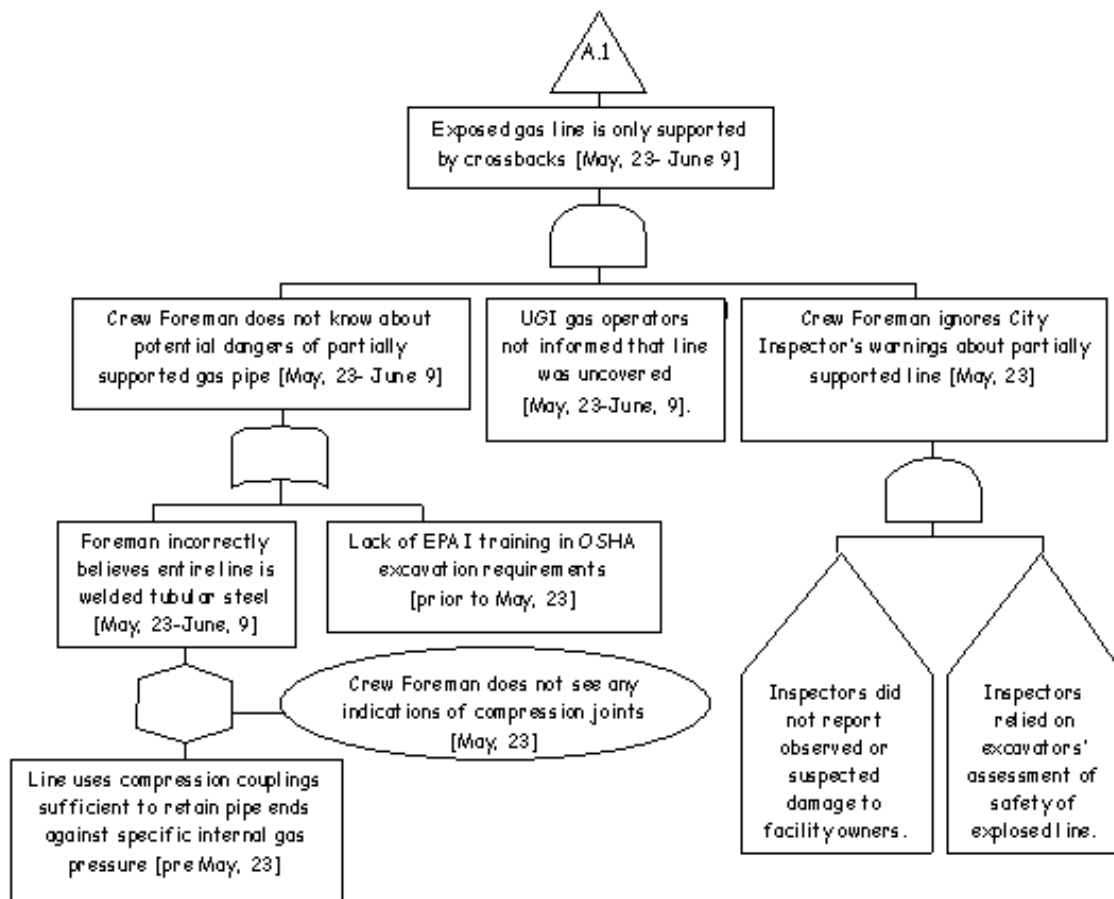 A.1
Exposed gas line is only supported
by crossbacks [May, 23- June 9]
Crew Foreman does not know about
potential dangers of partially
supported gas pipe [May, 23- June 9]
UGI gas operators
not informed that line
was uncovered
[May, 23-June, 9].
Crew Foreman ignores City
Inspector's warnings about partially
supported line [May, 23]
Foreman incorrectly
believes entire line is
welded tubular steel
[May, 23-June, 9]
Lack of EPAI training in OSHA
excavation requirements
[prior to May, 23]
Crew Foreman does not see any
indications of compression joints
[May, 23]
Line uses compression couplings
sufficient to retain pipe ends
against specific internal gas
pressure [pre May, 23]
Inspectors did
not report
observed or
suspected
damage to
facility owners.
Inspectors
relied on
excavators'
assessment of
safety of
explosed line.